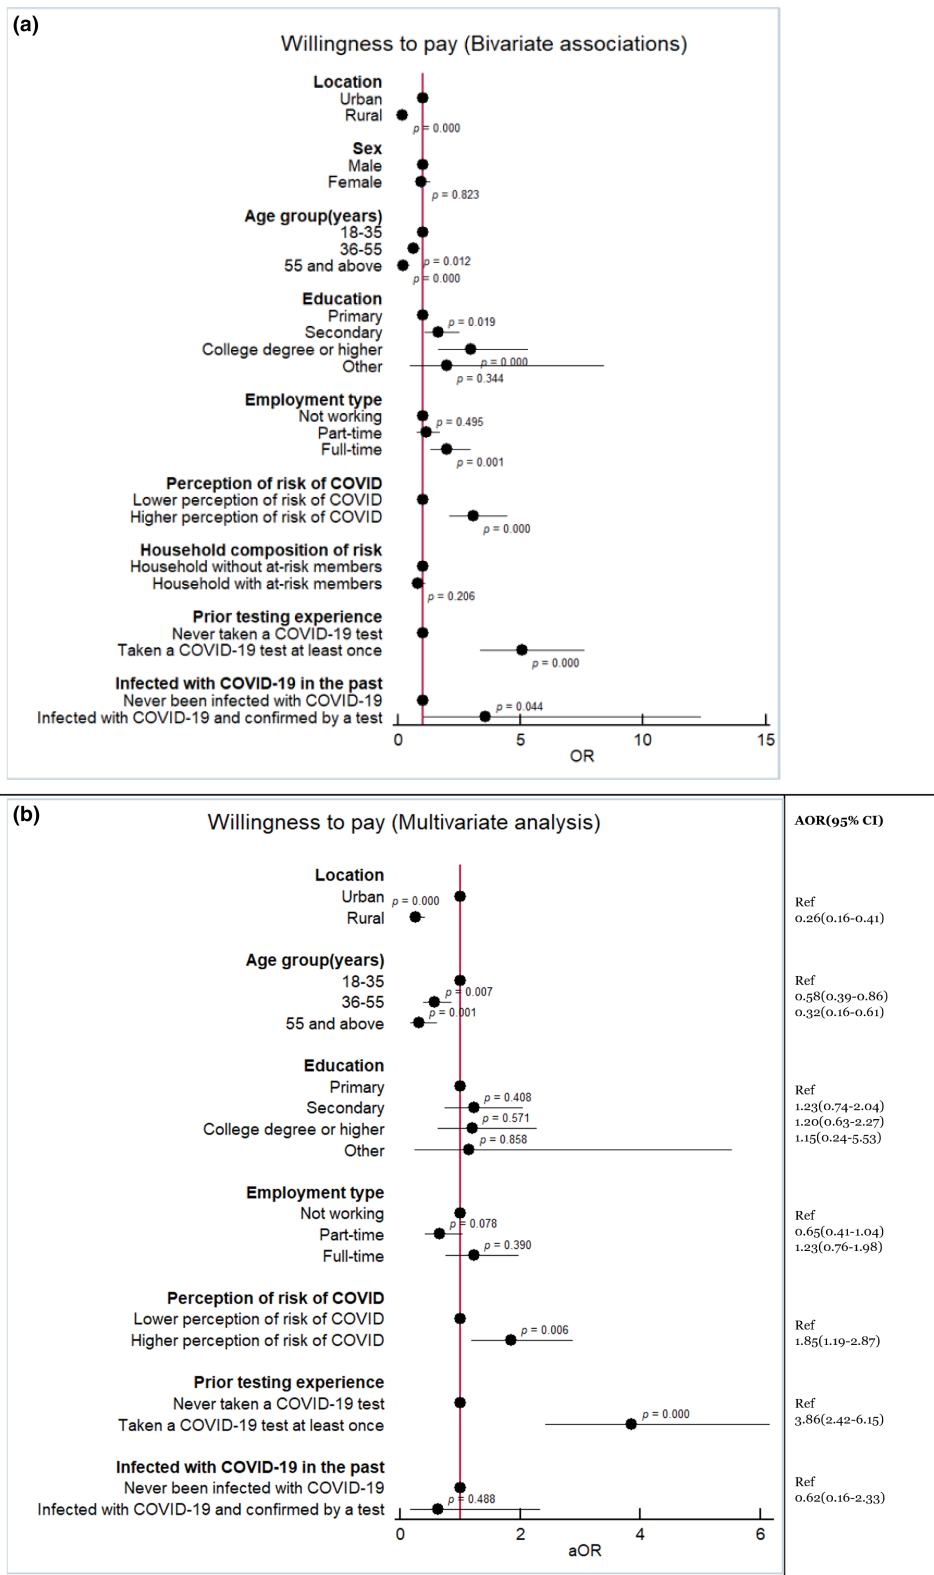 (a)
Willingness to pay (Bivariate associations)
Location
Urban
Rural
p = 0.000
Sex
Male
Female
p = 0.823
Age group(years)
18-35
36-55
p = 0.012
55 and above
p = 0.000
Education
Primary
p = 0.019
Secondary
College degree or higher
p = 0.000
Other
p = 0.344
Employment type
Not working
p = 0.495
Part-time
Full-time
p = 0.001
Perception of risk of COVID
Lower perception of risk of COVID
Higher perception of risk of COVID
p = 0.000
Household composition of risk
Household without at-risk members
Household with at-risk members
p = 0.206
Prior testing experience
Never taken a COVID-19 test
Taken a COVID-19 test at least once
p = 0.000
Infected with COVID-19 in the past
Never been infected with COVID-19
p = 0.044
Infected with COVID-19 and confirmed by a test
0 5 10 15
OR
(b)
Willingness to pay (Multivariate analysis)
AOR(95% CI)
Location
Urban Ref
p = 0.000
Rural 0.26(0.16-0.41)
Age group(years)
18-35 Ref
p = 0.007
36-55 0.58(0.39-0.86)
p = 0.001
55 and above 0.32(0.16-0.61)
Education
Primary Ref
p = 0.408
Secondary 1.23(0.74-2.04)
p = 0.571
College degree or higher 1.20(0.63-2.27)
p = 0.858
Other 1.15(0.24-5.53)
Employment type
Not working Ref
p = 0.078
Part-time 0.65(0.41-1.04)
p = 0.390
Full-time 1.23(0.76-1.98)
Perception of risk of COVID
Lower perception of risk of COVID Ref
p = 0.006
Higher perception of risk of COVID 1.85(1.19-2.87)
Prior testing experience
Never taken a COVID-19 test Ref
p = 0.000
Taken a COVID-19 test at least once 3.86(2.42-6.15)
Infected with COVID-19 in the past
Never been infected with COVID-19 Ref
p = 0.488
Infected with COVID-19 and confirmed by a test 0.62(0.16-2.33)
0 2 4 6
aOR